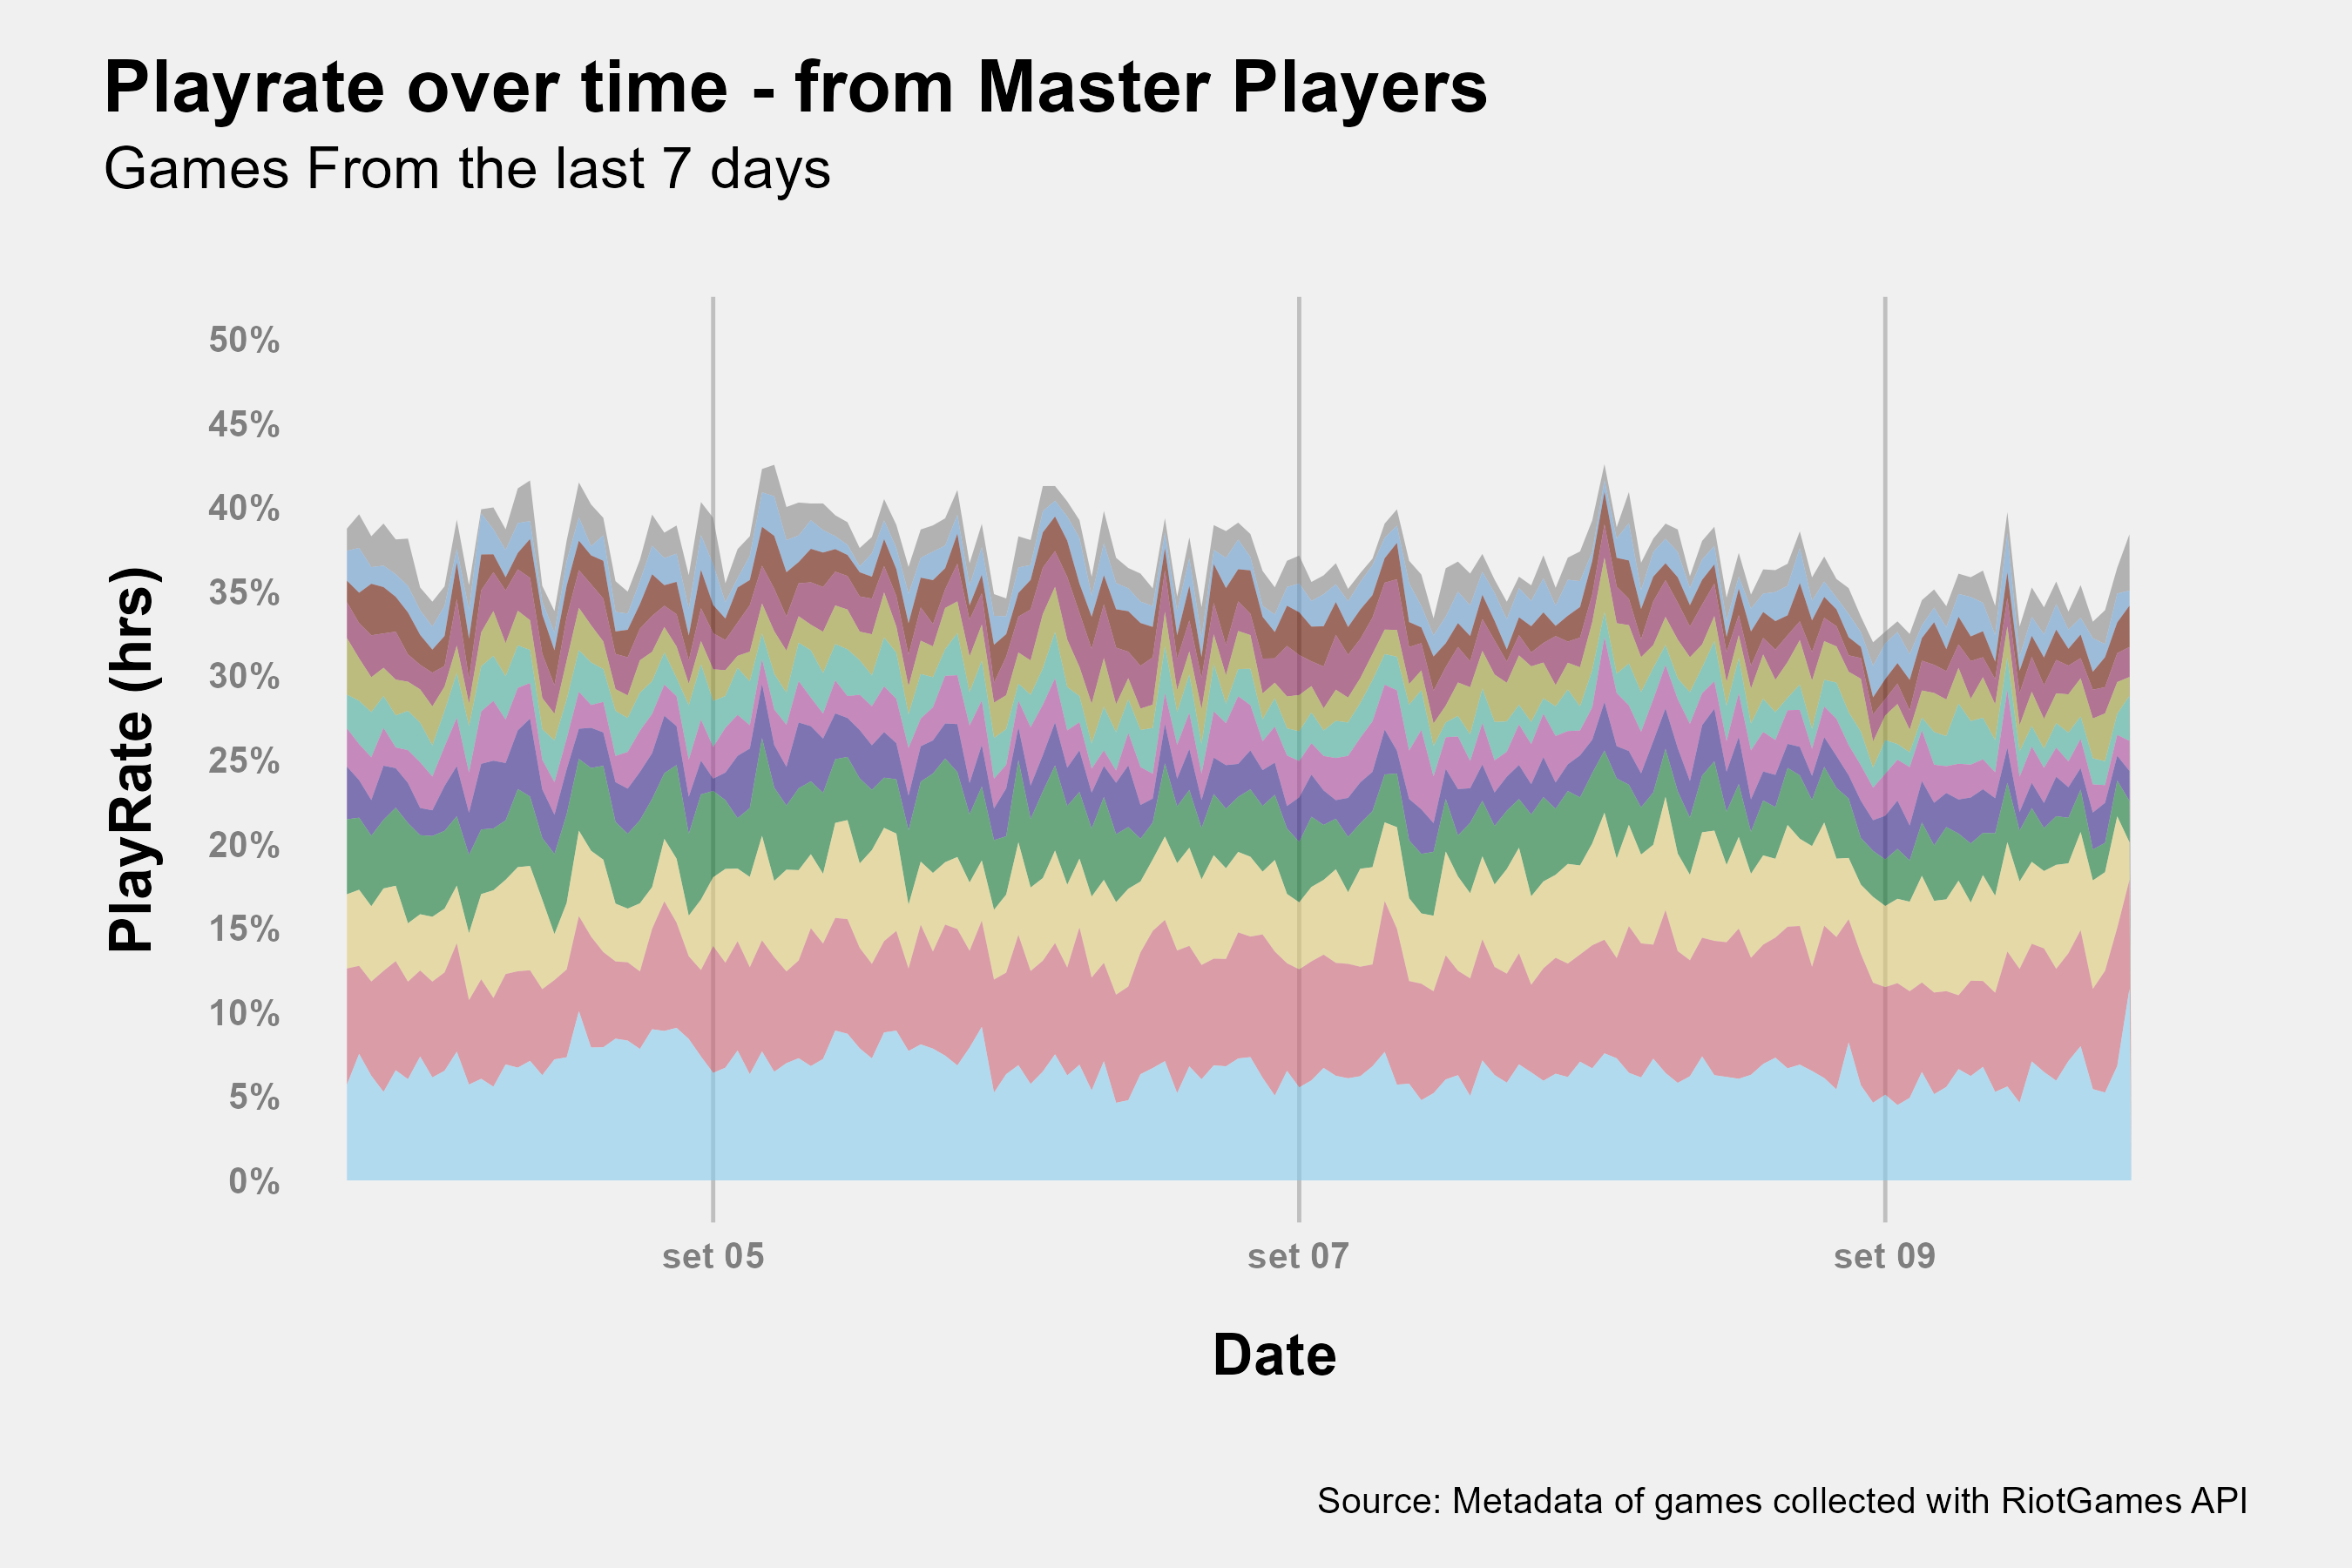 Playrate over time - from Master Players
Games From the last 7 days
50%
45%
40%
35%
30%
25%
20%
15%
10%
5%
0%
PlayRate (hrs)
set 05
set 07
set 09
Date
Source: Metadata of games collected with RiotGames API